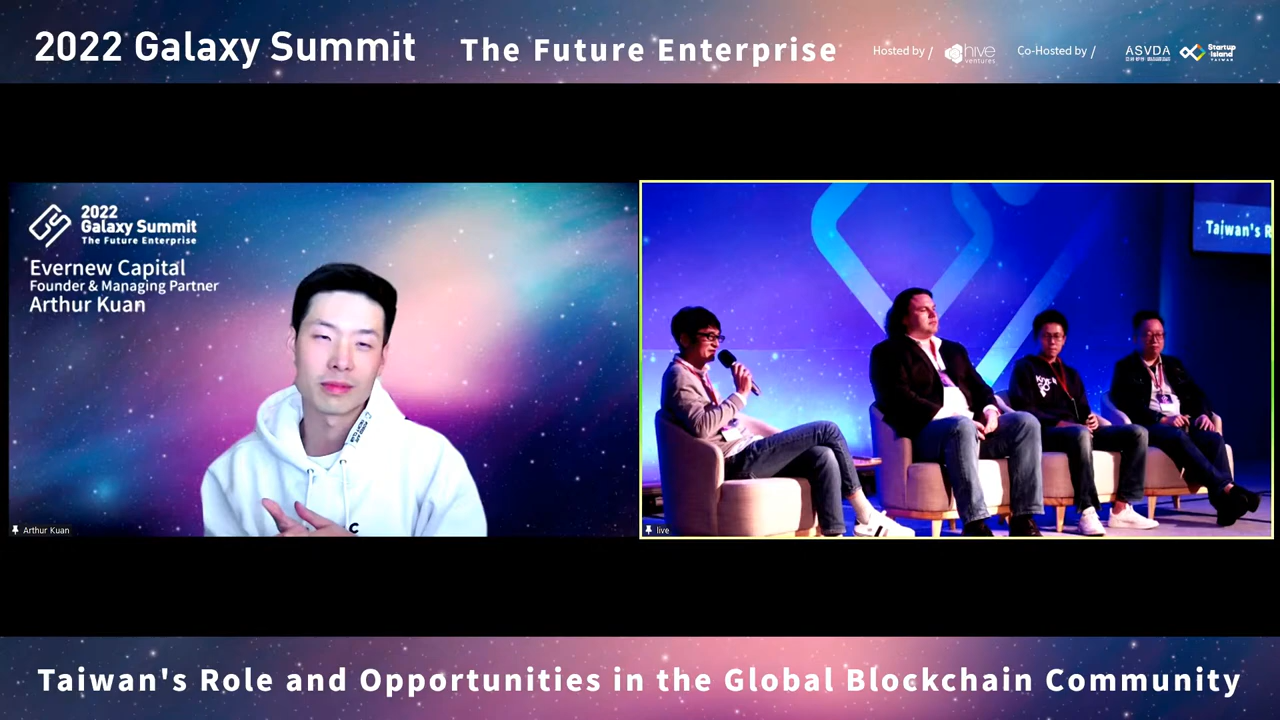 2022 Galaxy Summit
The Future Enterprise
Hosted by /
hive
ventures
Co-Hosted by /
ASVDA
Startup
Island
TAIWAN
2022
Galaxy Summit
The Future Enterprise
Evernew Capital
Founder & Managing Partner
Arthur Kuan
Arthur Kuan
Taiwan's R
live
Taiwan's Role and Opportunities in the Global Blockchain Community